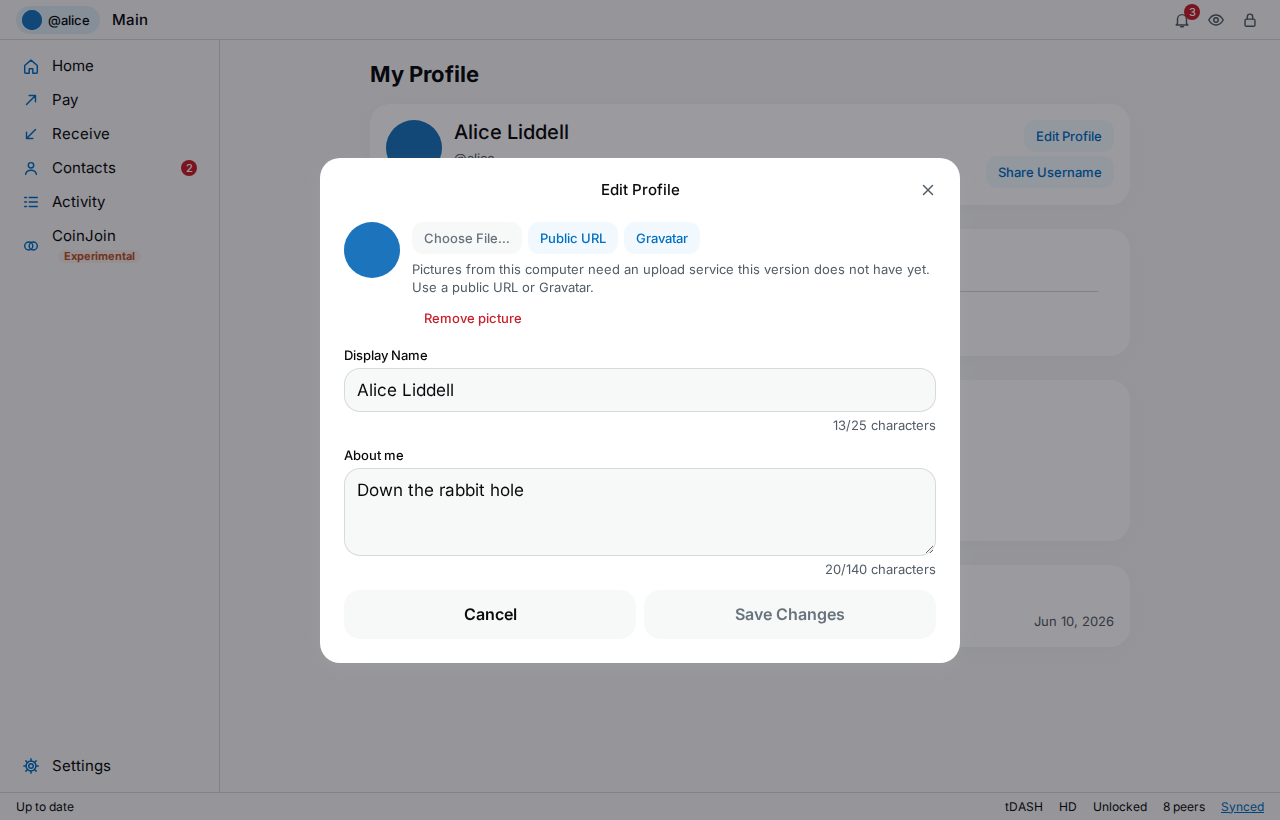 @alice
Main
3
Home
Pay
Receive
Contacts
2
Activity
CoinJoin
Experimental
Settings
My Profile
Alice Liddell
@alice
Edit Profile
Share Username
Jun 10, 2026
Edit Profile
Choose File...
Public URL
Gravatar
Pictures from this computer need an upload service this version does not have yet.
Use a public URL or Gravatar.
Remove picture
Display Name
Alice Liddell
13/25 characters
About me
Down the rabbit hole
20/140 characters
Cancel
Save Changes
Up to date
tDASH
HD
Unlocked
8 peers
Synced